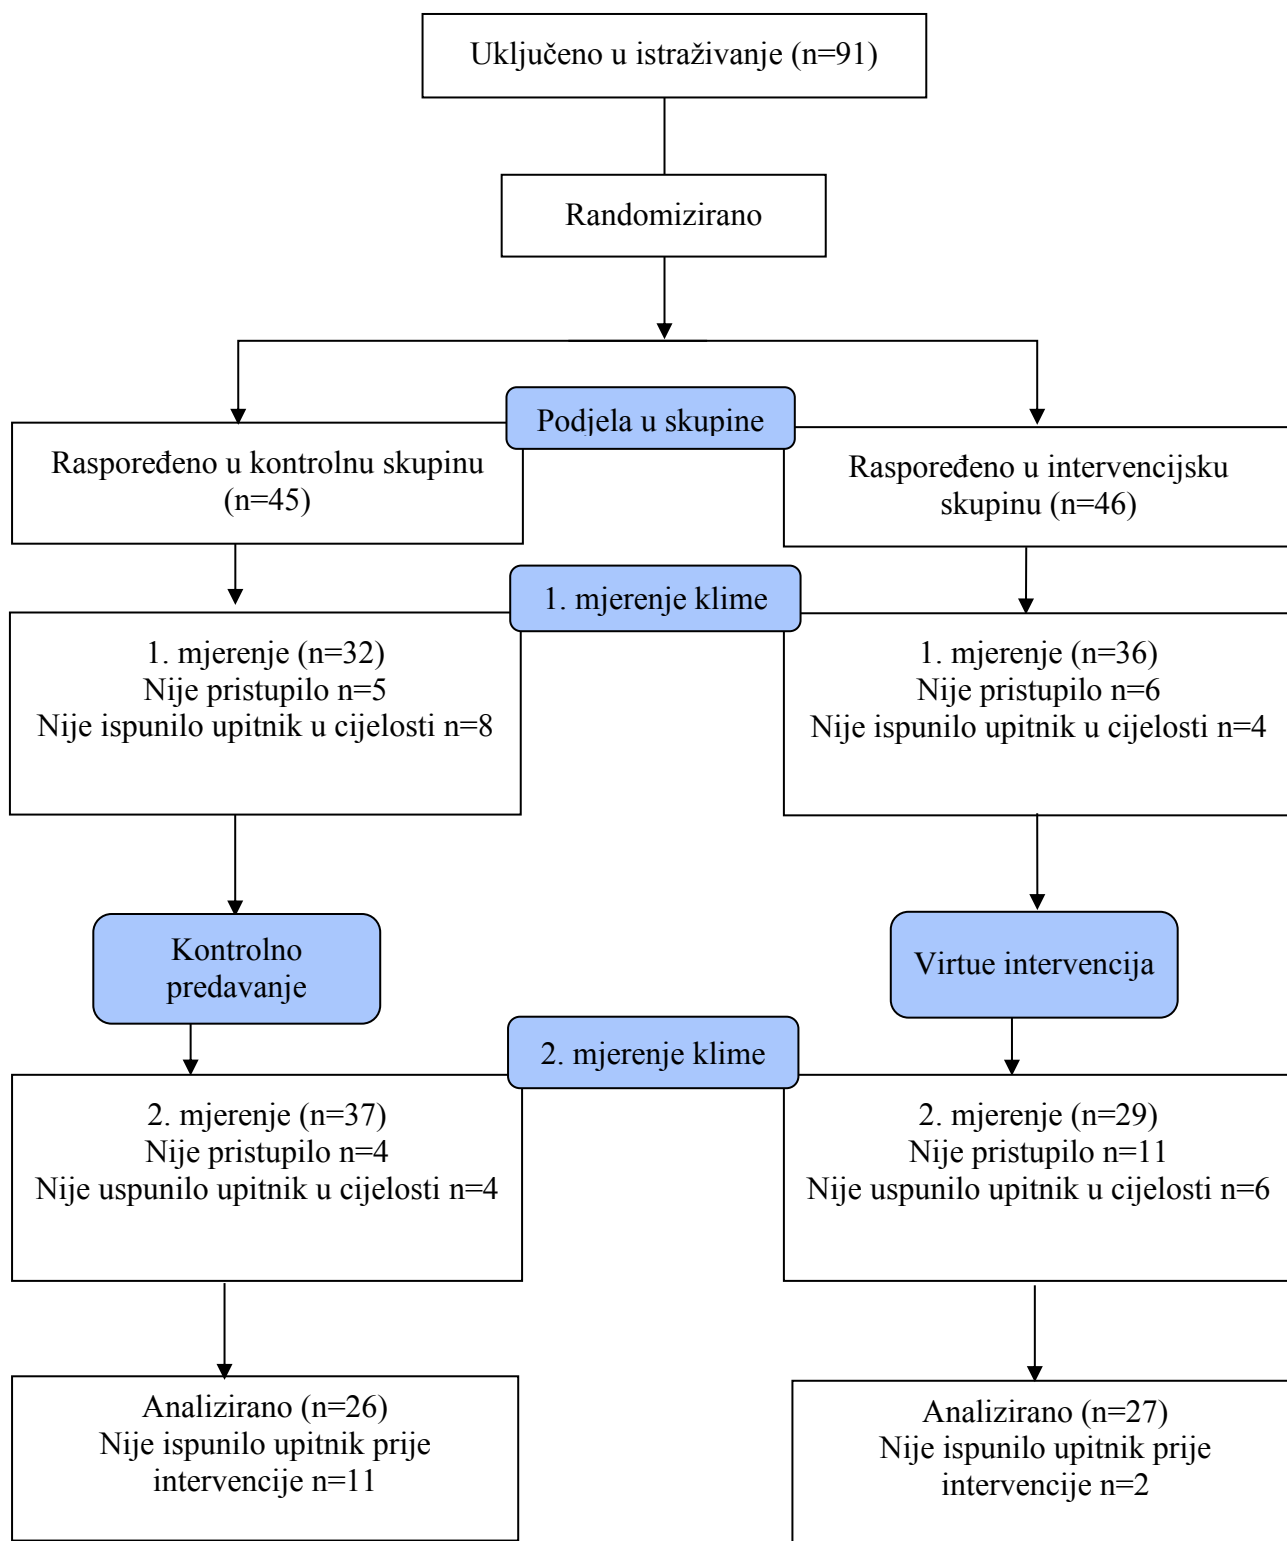 Uključeno u istraživanje (n=91)
Randomizirano
Podjela u skupine
Raspoređeno u kontrolnu skupinu
(n=45)
Raspoređeno u intervencijsku
skupinu (n=46)
1. mjerenje klime
1. mjerenje (n=32)
Nije pristupilo n=5
Nije ispunilo upitnik u cijelosti n=8
1. mjerenje (n=36)
Nije pristupilo n=6
Nije ispunilo upitnik u cijelosti n=4
Kontrolno
predavanje
Virtue intervencija
2. mjerenje klime
2. mjerenje (n=37)
Nije pristupilo n=4
Nije uspunilo upitnik u cijelosti n=4
2. mjerenje (n=29)
Nije pristupilo n=11
Nije uspunilo upitnik u cijelosti n=6
Analizirano (n=26)
Nije ispunilo upitnik prije
intervencije n=11
Analizirano (n=27)
Nije ispunilo upitnik prije
intervencije n=2